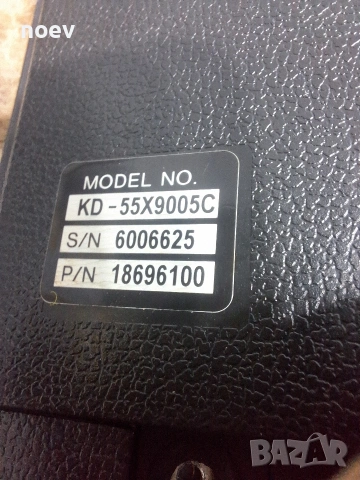 moev
MODEL NO.
KD-55X9005C
S/N 6006625
P/N 18696100
BAZAR